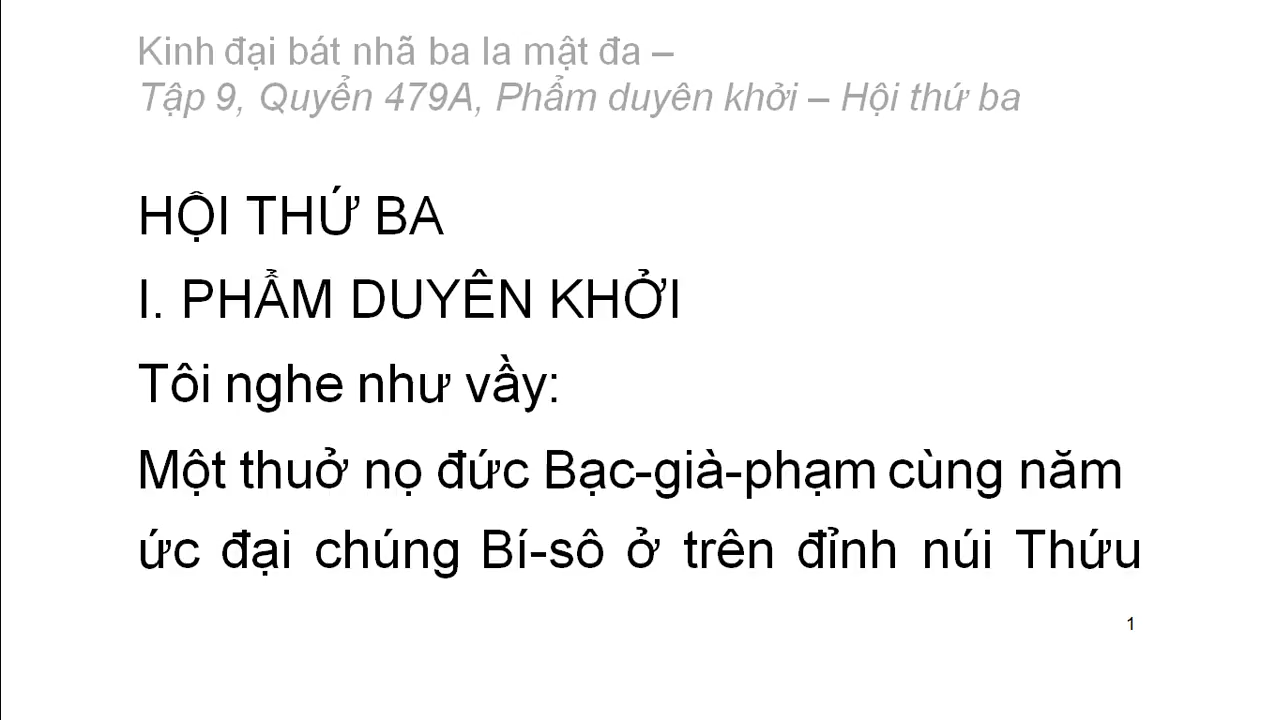 Kinh đại bát nhã ba la mật đa –
Tập 9, Quyển 479A, Phẩm duyên khởi – Hội thứ ba
HỘI THỨ BA
I. PHẨM DUYÊN KHỞI
Tôi nghe như vầy:
Một thuở nọ đức Bạc-già-phạm cùng năm
ức đại chúng Bí-sô ở trên đỉnh núi Thứu
1